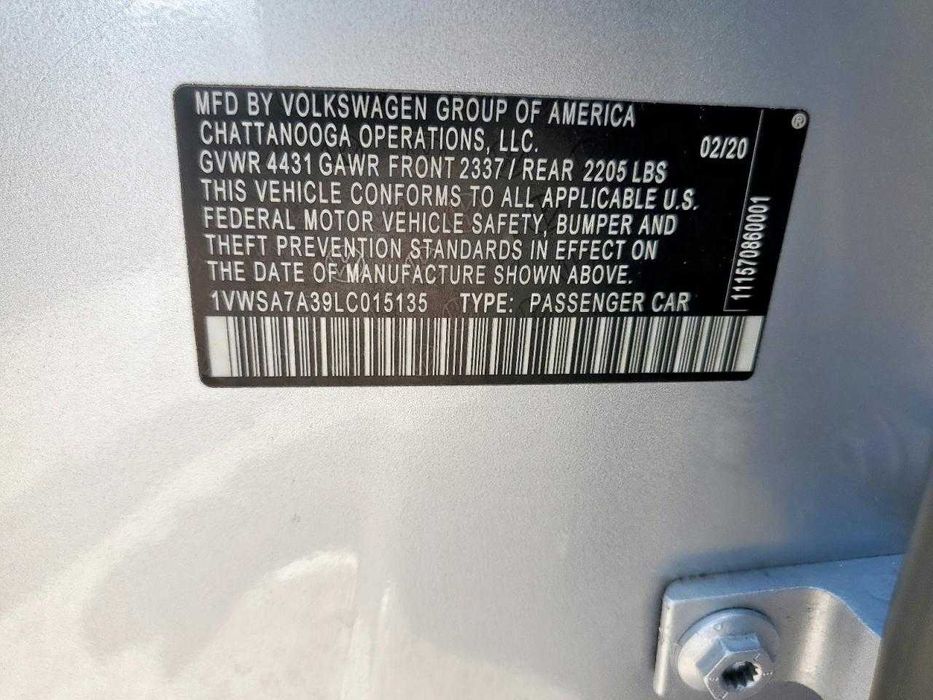 MFD BY VOLKSWAGEN GROUP OF AMERICA
CHATTANOOGA OPERATIONS, LLC.
02/20
GVWR 4431 GAWR FRONT 2337 / REAR 2205 LBS
THIS VEHICLE CONFORMS TO ALL APPLICABLE U.S.
FEDERAL MOTOR VEHICLE SAFETY, BUMPER AND
THEFT PREVENTION STANDARDS IN EFFECT ON
THE DATE OF MANUFACTURE SHOWN ABOVE.
1VWSA7A39LC015135 TYPE: PASSENGER CAR
111570860001
®